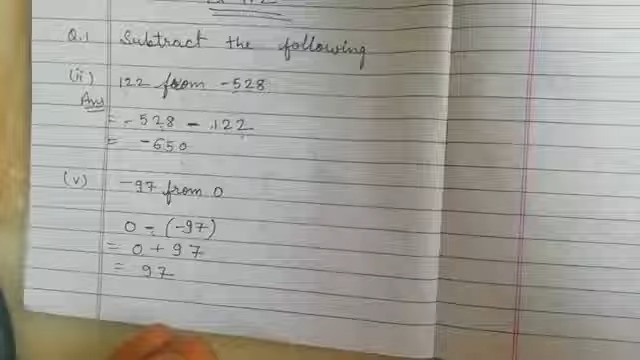 Q.1 Subtract the following
(ii) 122 from -528
Ans
= -528 - 122
= -650
(v) -97 from 0
0 - (-97)
= 0 + 97
= 97